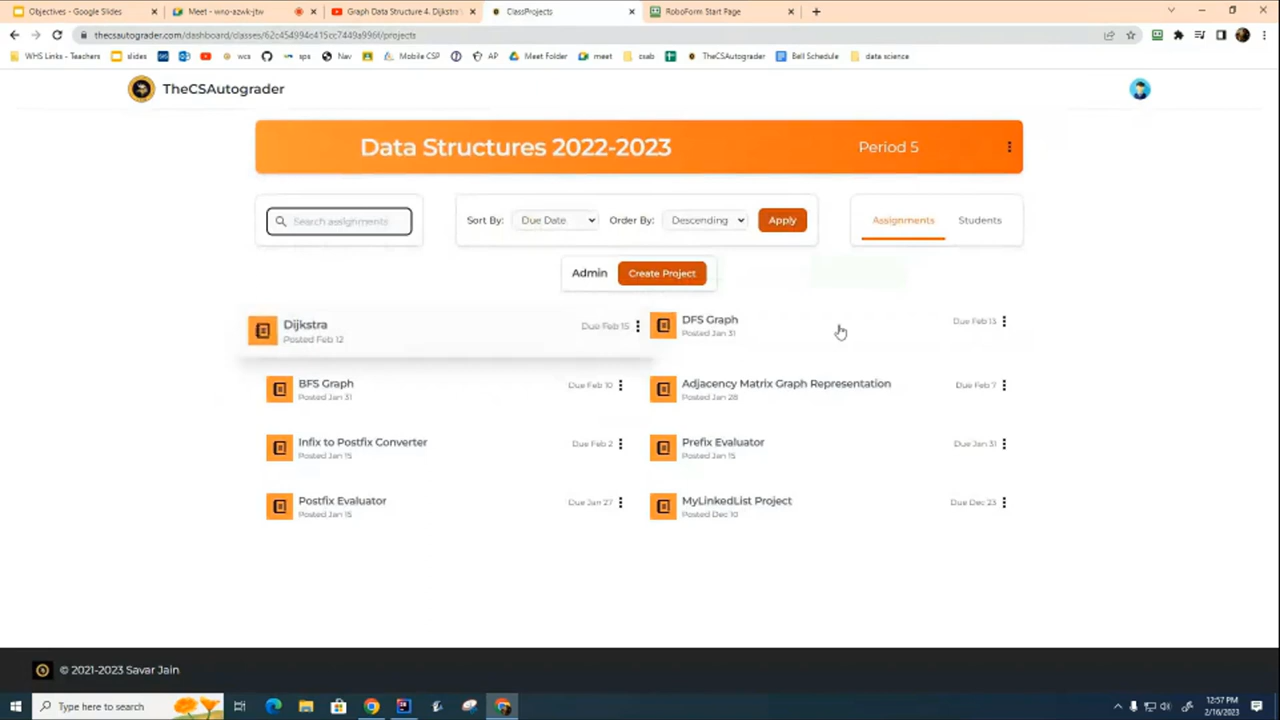 Objectives - Google Slides
Meet - wno-azwk-jtw
Graph Data Structure 4. Dijkstra
ClassProjects
RoboForm Start Page
thecsautograder.com/dashboard/classes/62c454994c415cc7449a996f/projects
WHS Links - Teachers
slides
wcs
sps
Nav
Mobile CSP
AP
Meet Folder
meet
csab
TheCSAutograder
Bell Schedule
data science
TheCSAutograder
Data Structures 2022-2023
Period 5
Search assignments
Sort By:
Due Date
Order By:
Descending
Apply
Assignments
Students
Admin
Create Project
Dijkstra
Posted Feb 12
Due Feb 15
DFS Graph
Posted Jan 31
Due Feb 13
BFS Graph
Posted Jan 31
Due Feb 10
Adjacency Matrix Graph Representation
Posted Jan 28
Due Feb 7
Infix to Postfix Converter
Posted Jan 15
Due Feb 2
Prefix Evaluator
Posted Jan 15
Due Jan 31
Postfix Evaluator
Posted Jan 15
Due Jan 27
MyLinkedList Project
Posted Dec 10
Due Dec 23
© 2021-2023 Savar Jain
Type here to search
12:57 PM
2/16/2023